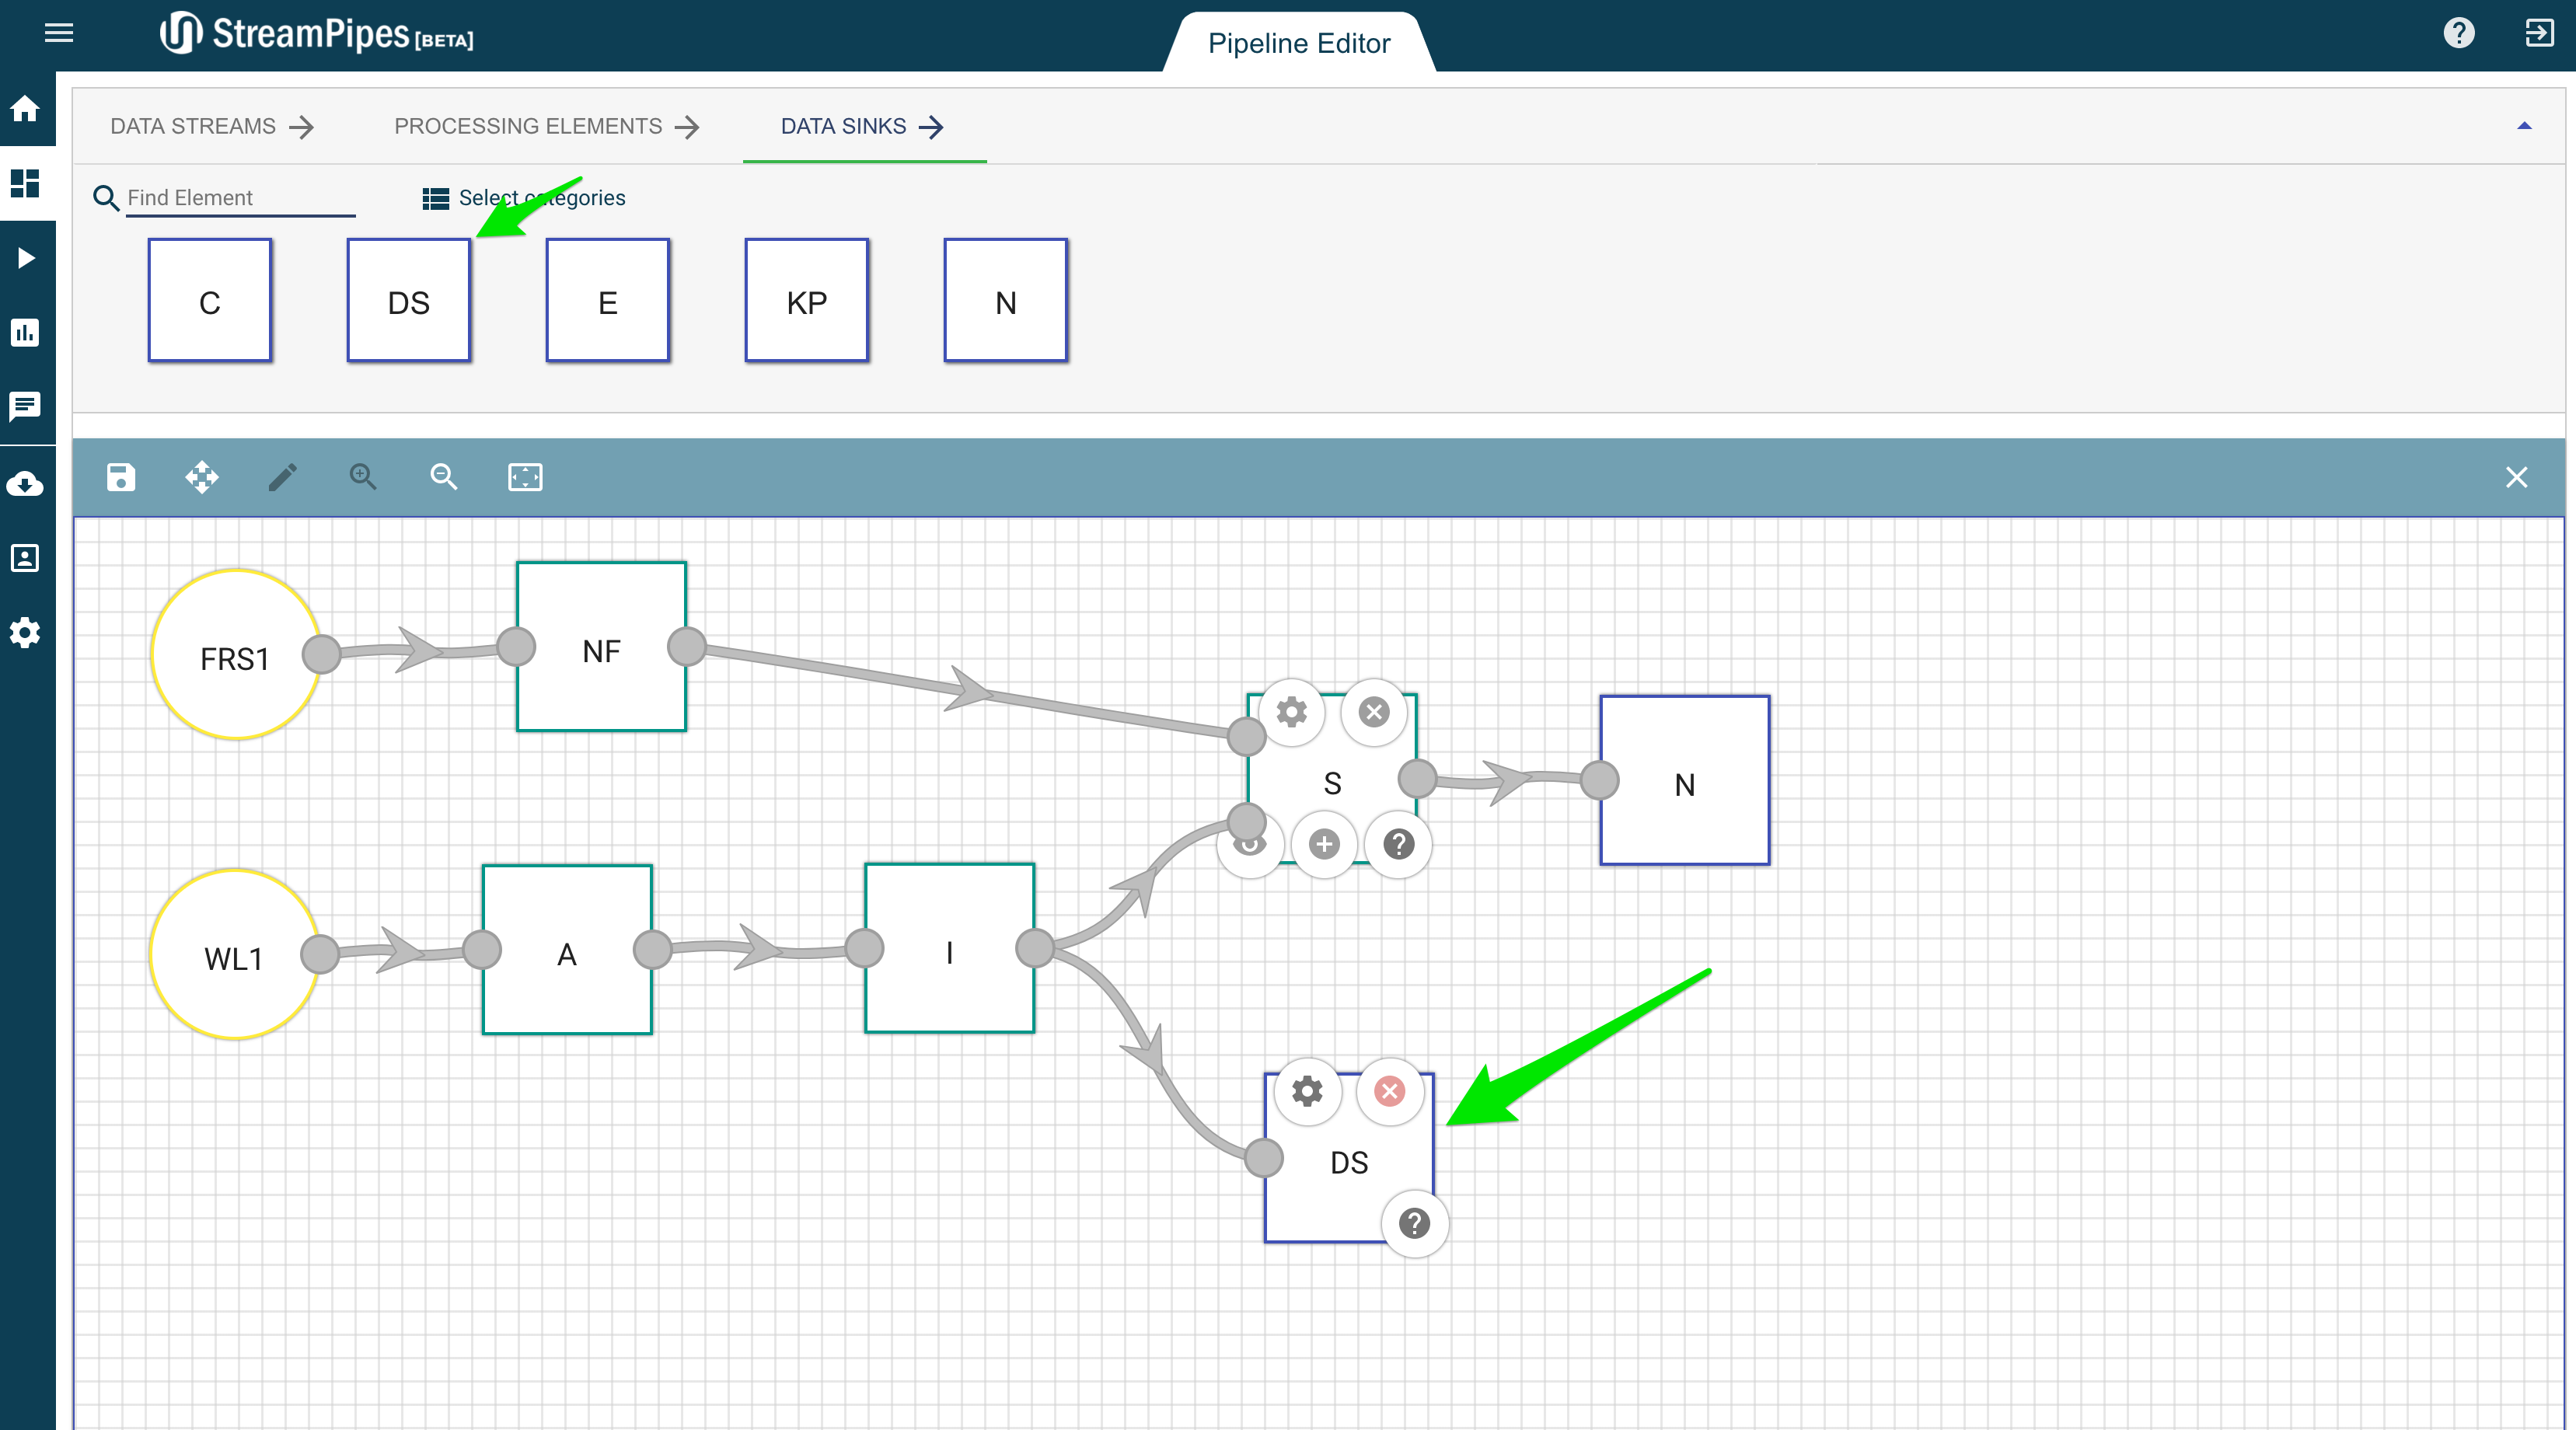 StreamPipes [BETA]
Pipeline Editor
DATA STREAMS
PROCESSING ELEMENTS
DATA SINKS
Find Element
Select categories
C
DS
E
KP
N
FRS1
NF
S
N
WL1
A
I
DS